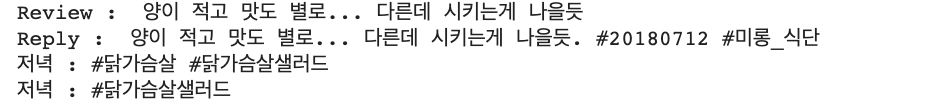 Review :  양이 적고 맛도 별로... 다른데 시키는게 나을듯
Reply :  양이 적고 맛도 별로... 다른데 시키는게 나을듯. #20180712 #미롱_식단
저녁 : #닭가슴살 #닭가슴살샐러드
저녁 : #닭가슴살샐러드